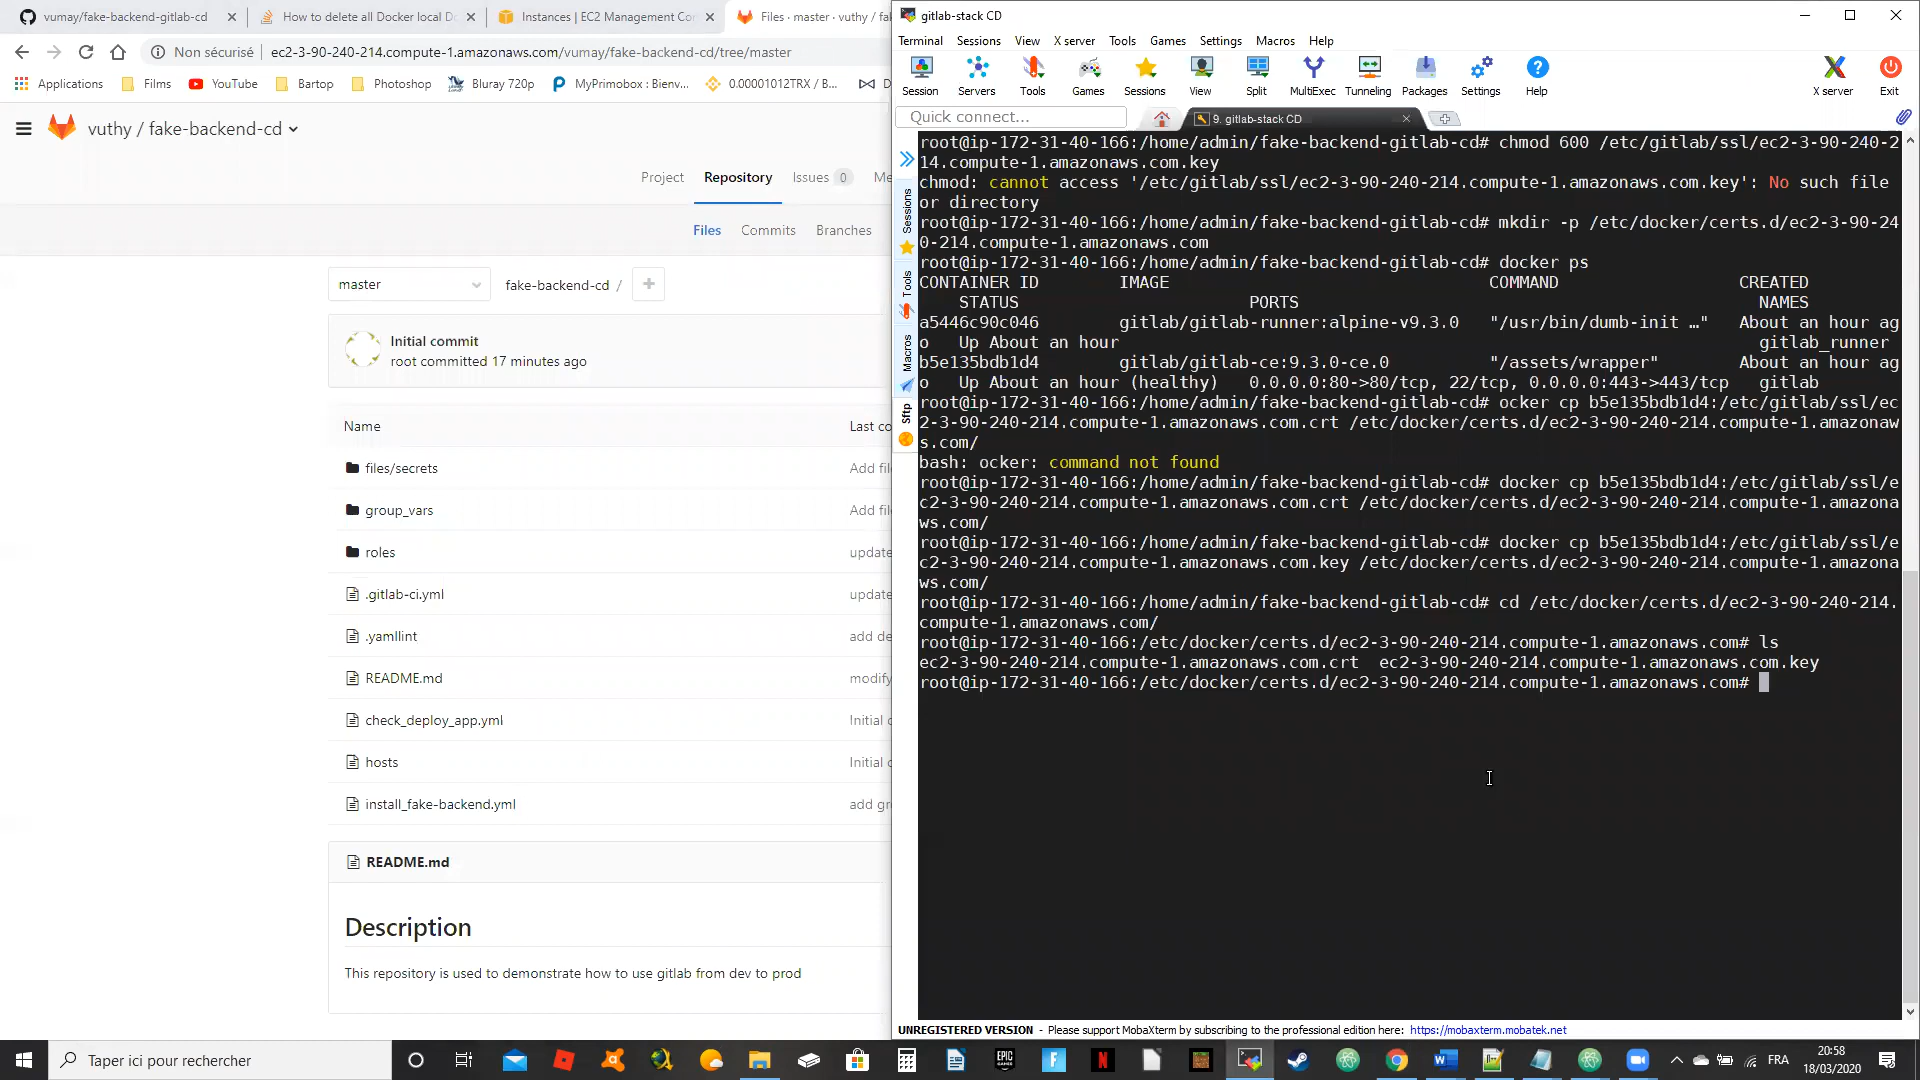 vumay/fake-backend-gitlab-cd
How to delete all Docker local Do
Instances | EC2 Management Con
Files · master · vuthy / fa
Non sécurisé | ec2-3-90-240-214.compute-1.amazonaws.com/vumay/fake-backend-cd/tree/master
Applications Films YouTube Bartop Photoshop Bluray 720p MyPrimobox : Bienv... 0.00001012TRX / B...
vuthy / fake-backend-cd
Project Repository Issues 0 Me
Files Commits Branches
master fake-backend-cd / +
Initial commit
root committed 17 minutes ago
Name Last co
files/secrets Add file
group_vars Add file
roles update
.gitlab-ci.yml update
.yamllint add de
README.md modify
check_deploy_app.yml Initial c
hosts Initial c
install_fake-backend.yml add gr
README.md
Description
This repository is used to demonstrate how to use gitlab from dev to prod
gitlab-stack CD
Terminal Sessions View X server Tools Games Settings Macros Help
Session Servers Tools Games Sessions View Split MultiExec Tunneling Packages Settings Help X server Exit
Quick connect... 9. gitlab-stack CD
Sessions
Tools
Macros
Sftp
root@ip-172-31-40-166:/home/admin/fake-backend-gitlab-cd# chmod 600 /etc/gitlab/ssl/ec2-3-90-240-2
14.compute-1.amazonaws.com.key
chmod: cannot access '/etc/gitlab/ssl/ec2-3-90-240-214.compute-1.amazonaws.com.key': No such file
or directory
root@ip-172-31-40-166:/home/admin/fake-backend-gitlab-cd# mkdir -p /etc/docker/certs.d/ec2-3-90-24
0-214.compute-1.amazonaws.com
root@ip-172-31-40-166:/home/admin/fake-backend-gitlab-cd# docker ps
CONTAINER ID IMAGE COMMAND CREATED
STATUS PORTS NAMES
a5446c90c046 gitlab/gitlab-runner:alpine-v9.3.0 "/usr/bin/dumb-init …" About an hour ag
o Up About an hour gitlab_runner
b5e135bdb1d4 gitlab/gitlab-ce:9.3.0-ce.0 "/assets/wrapper" About an hour ag
o Up About an hour (healthy) 0.0.0.0:80->80/tcp, 22/tcp, 0.0.0.0:443->443/tcp gitlab
root@ip-172-31-40-166:/home/admin/fake-backend-gitlab-cd# ocker cp b5e135bdb1d4:/etc/gitlab/ssl/ec
2-3-90-240-214.compute-1.amazonaws.com.crt /etc/docker/certs.d/ec2-3-90-240-214.compute-1.amazonaw
s.com/
bash: ocker: command not found
root@ip-172-31-40-166:/home/admin/fake-backend-gitlab-cd# docker cp b5e135bdb1d4:/etc/gitlab/ssl/e
c2-3-90-240-214.compute-1.amazonaws.com.crt /etc/docker/certs.d/ec2-3-90-240-214.compute-1.amazona
ws.com/
root@ip-172-31-40-166:/home/admin/fake-backend-gitlab-cd# docker cp b5e135bdb1d4:/etc/gitlab/ssl/e
c2-3-90-240-214.compute-1.amazonaws.com.key /etc/docker/certs.d/ec2-3-90-240-214.compute-1.amazona
ws.com/
root@ip-172-31-40-166:/home/admin/fake-backend-gitlab-cd# cd /etc/docker/certs.d/ec2-3-90-240-214.
compute-1.amazonaws.com/
root@ip-172-31-40-166:/etc/docker/certs.d/ec2-3-90-240-214.compute-1.amazonaws.com# ls
ec2-3-90-240-214.compute-1.amazonaws.com.crt ec2-3-90-240-214.compute-1.amazonaws.com.key
root@ip-172-31-40-166:/etc/docker/certs.d/ec2-3-90-240-214.compute-1.amazonaws.com#
UNREGISTERED VERSION - Please support MobaXterm by subscribing to the professional edition here: https://mobaxterm.mobatek.net
Taper ici pour rechercher
FRA
20:58
18/03/2020